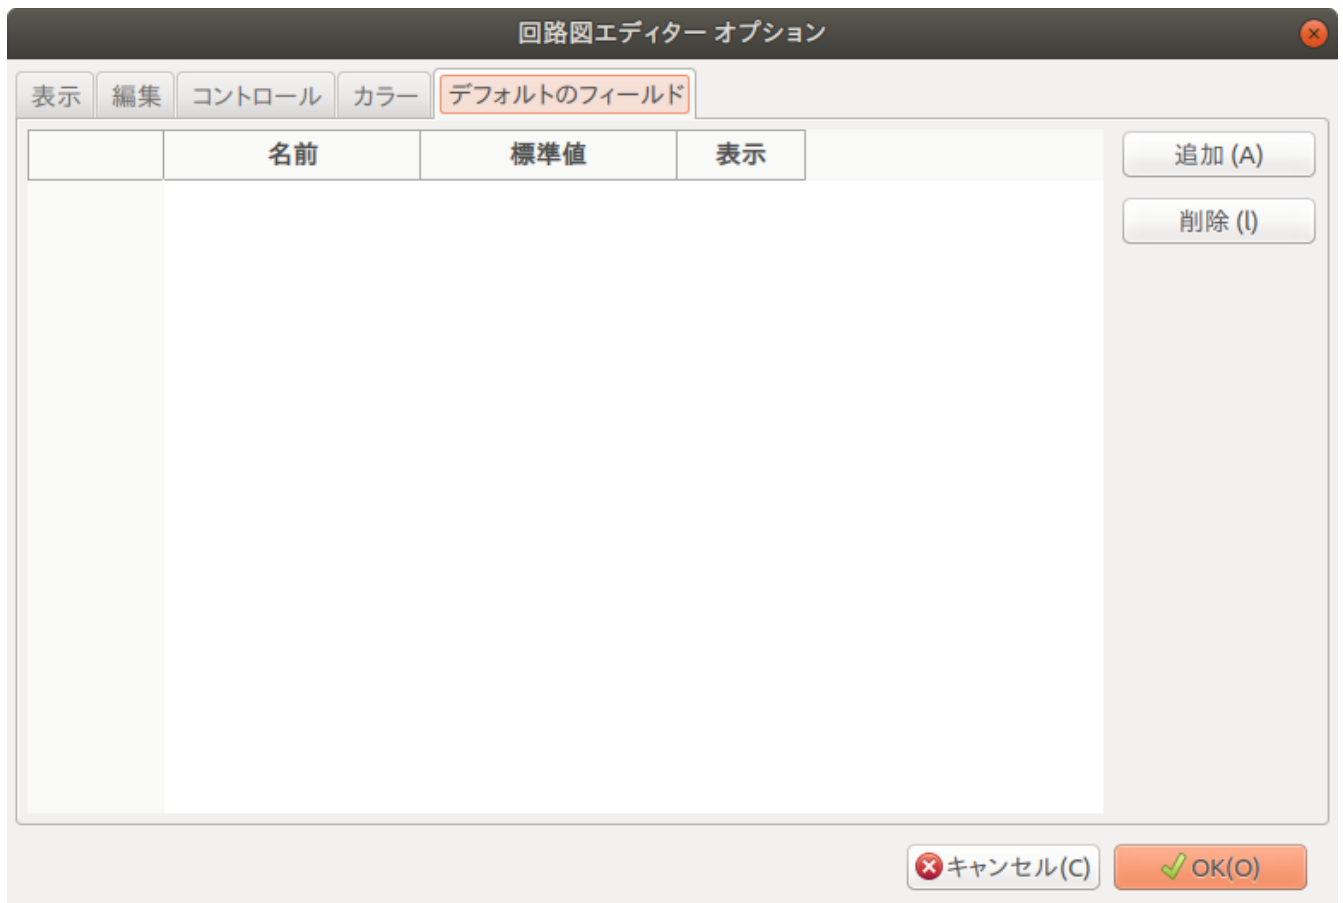 回路図エディター オプション
表示 編集 コントロール カラー デフォルトのフィールド
名前 標準値 表示 追加 (A)
削除 (l)
キャンセル(C) OK(O)